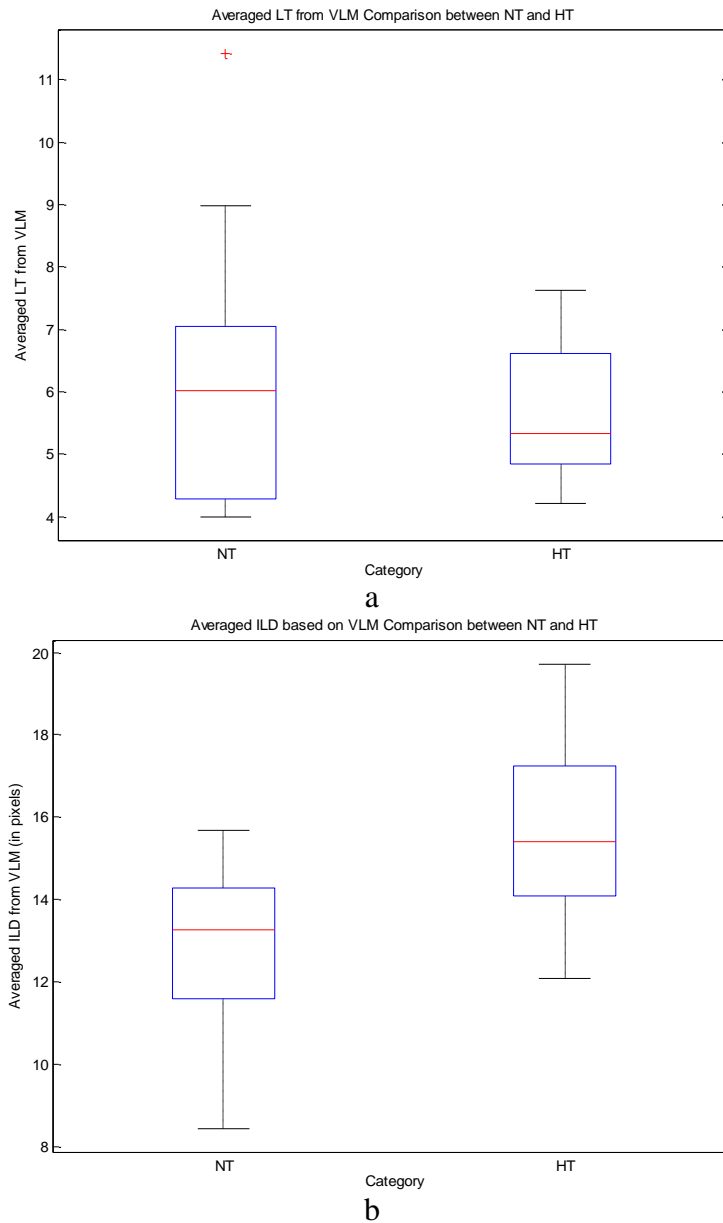 Averaged LT from VLM Comparison between NT and HT
Averaged LT from VLM
11
10
9
8
7
6
5
4
NT
HT
Category
a
Averaged ILD based on VLM Comparison between NT and HT
Averaged ILD from VLM (in pixels)
20
18
16
14
12
10
8
NT
HT
Category
b